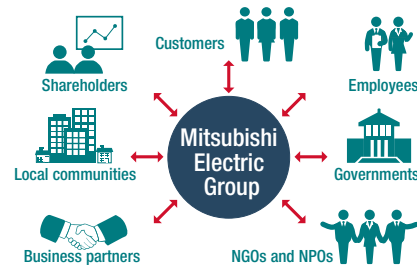 Customers
Shareholders
Employees
Mitsubishi
Electric
Group
Local communities
Governments
Business partners
NGOs and NPOs